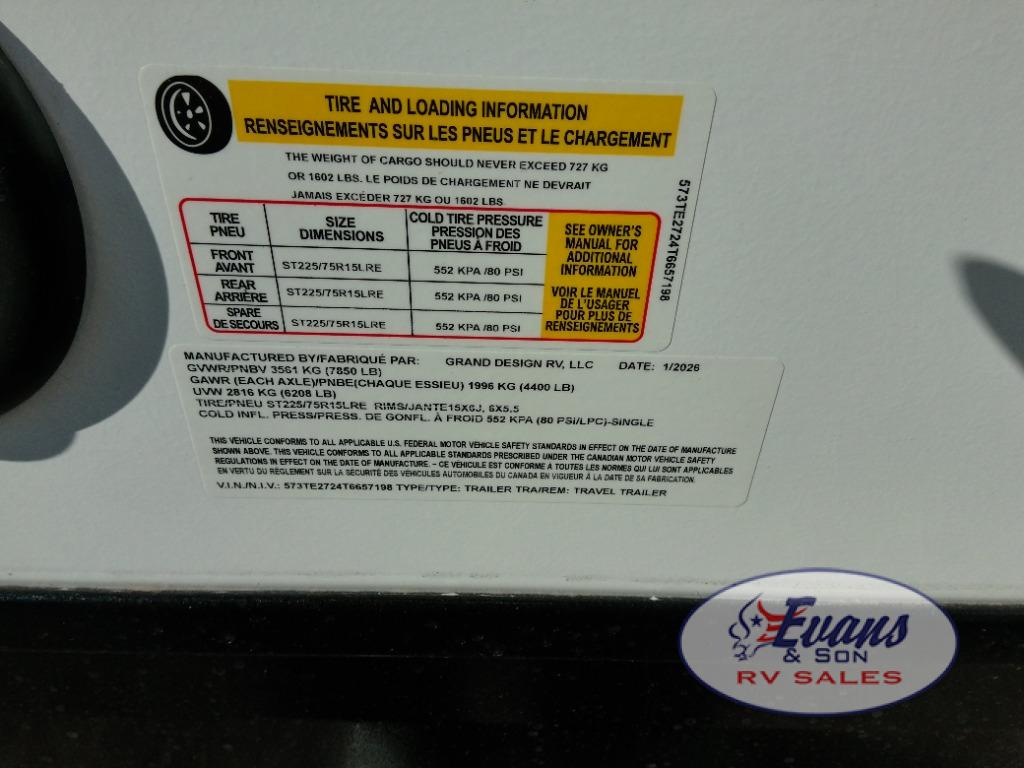 TIRE AND LOADING INFORMATION
RENSEIGNEMENTS SUR LES PNEUS ET LE CHARGEMENT
THE WEIGHT OF CARGO SHOULD NEVER EXCEED 727 KG
OR 1602 LBS. LE POIDS DE CHARGEMENT NE DEVRAIT
JAMAIS EXCÉDER 727 KG OU 1602 LBS.
TIRE
PNEU
SIZE
DIMENSIONS
COLD TIRE PRESSURE
PRESSION DES
PNEUS À FROID
FRONT
AVANT
ST225/75R15LRE
552 KPA /80 PSI
REAR
ARRIÈRE
ST225/75R15LRE
552 KPA /80 PSI
SPARE
DE SECOURS
ST225/75R15LRE
552 KPA /80 PSI
SEE OWNER'S
MANUAL FOR
ADDITIONAL
INFORMATION
VOIR LE MANUEL
DE L'USAGER
POUR PLUS DE
RENSEIGNEMENTS
573TE2724T6657198
MANUFACTURED BY/FABRIQUÉ PAR: GRAND DESIGN RV, LLC DATE: 1/2026
GVWR/PNBV 3561 KG (7850 LB)
GAWR (EACH AXLE)/PNBE(CHAQUE ESSIEU) 1996 KG (4400 LB)
UVW 2816 KG (6208 LB)
TIRE/PNEU ST225/75R15LRE RIMS/JANTE15X6J, 6X5.5
COLD INFL. PRESS/PRESS. DE GONFL. À FROID 552 KPA (80 PSI/LPC)-SINGLE
THIS VEHICLE CONFORMS TO ALL APPLICABLE U.S. FEDERAL MOTOR VEHICLE SAFETY STANDARDS IN EFFECT ON THE DATE OF MANUFACTURE
SHOWN ABOVE. THIS VEHICLE CONFORMS TO ALL APPLICABLE STANDARDS PRESCRIBED UNDER THE CANADIAN MOTOR VEHICLE SAFETY
REGULATIONS IN EFFECT ON THE DATE OF MANUFACTURE. – CE VÉHICULE EST CONFORME À TOUTES LES NORMES QUI LUI SONT APPLICABLES
EN VERTU DU RÈGLEMENT SUR LA SÉCURITÉ DES VÉHICULES AUTOMOBILES DU CANADA EN VIGUEUR À LA DATE DE SA FABRICATION.
V.I.N./N.I.V.: 573TE2724T6657198 TYPE/TYPE: TRAILER TRA/REM: TRAVEL TRAILER
Evans
& SON
RV SALES